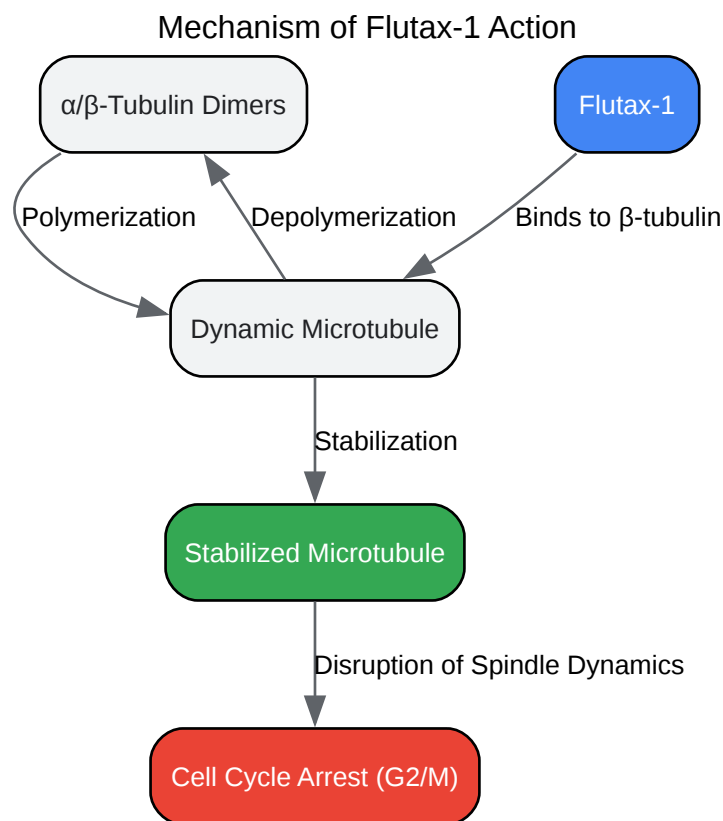 Mechanism of Flutax-1 Action
α/β-Tubulin Dimers
Flutax-1
Polymerization
Depolymerization
Binds to β-tubulin
Dynamic Microtubule
Stabilization
Stabilized Microtubule
Disruption of Spindle Dynamics
Cell Cycle Arrest (G2/M)